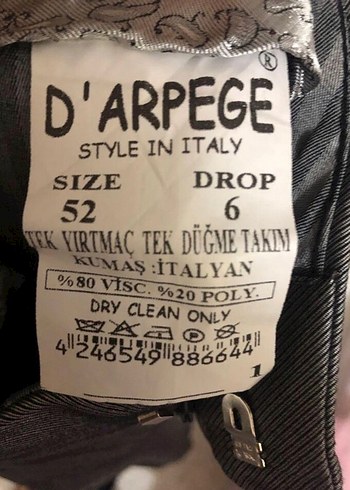 ®
D'ARPEGE
STYLE IN ITALY
SIZE DROP
52 6
TEK YIRTMAÇ TEK DÜĞME TAKIM
KUMAŞ :İTALYAN
%80 VİSC. %20 POLY.
DRY CLEAN ONLY
4 246549 886644
1